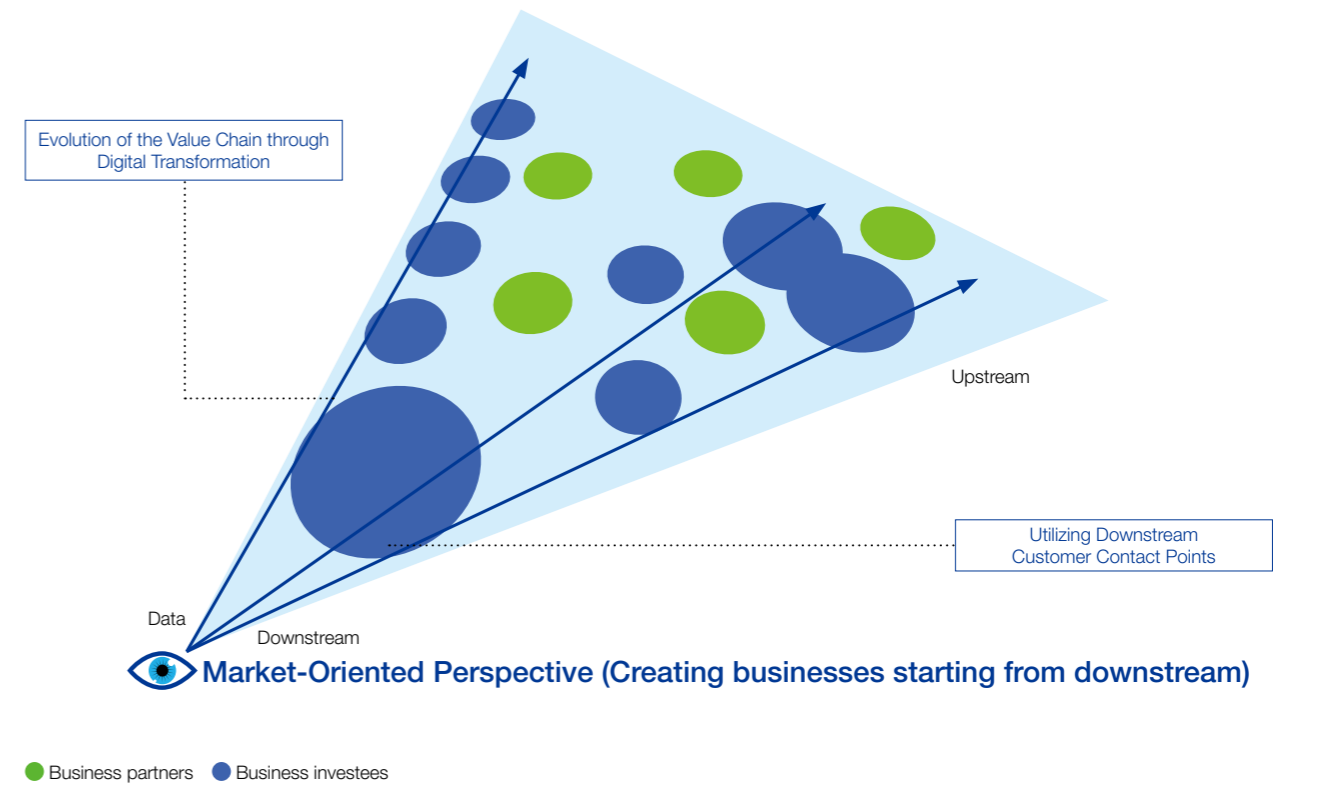 Evolution of the Value Chain through
Digital Transformation
Upstream
Utilizing Downstream
Customer Contact Points
Data
Downstream
Market-Oriented Perspective (Creating businesses starting from downstream)
Business partners
Business investees